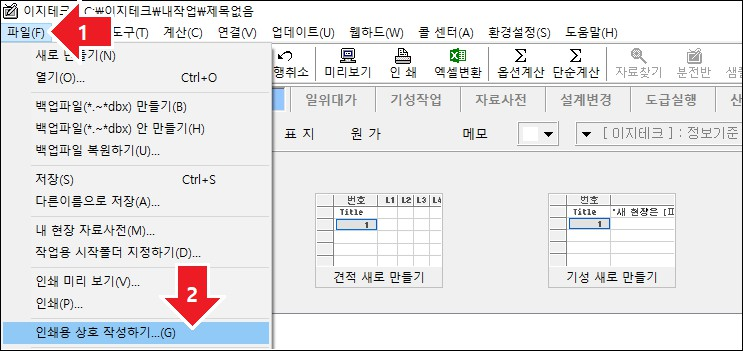 이지테크 C:₩이지테크₩내작업₩제목없음
파일(F) 도구(T) 계산(C) 연결(V) 업데이트(U) 웹하드(W) 콜 센터(A) 환경설정(S) 도움말(H)
1
새로 만들기(N)
열기(O)... Ctrl+O
백업파일(*.~*dbx) 만들기(B)
백업파일(*.~*dbx) 안 만들기(H)
백업파일 복원하기(U)...
저장(S) Ctrl+S
다른이름으로 저장(A)...
내 현장 자료사전(M)...
작업용 시작폴더 지정하기(D)...
인쇄 미리 보기(V)...
인쇄(P)...
2
인쇄용 상호 작성하기...(G)
행취소 미리보기 인 쇄 엑셀변환 옵션계산 단순계산 자료찾기 분전반 샘플
일위대가 기성작업 자료사전 설계변경 도급실행 산
표 지 원 가 메모 [ 이지테크 ] : 정보기준
번호 L1 L2 L3 L4
Title
1
견적 새로 만들기
번호
Title "새 현장은 [프
1
기성 새로 만들기